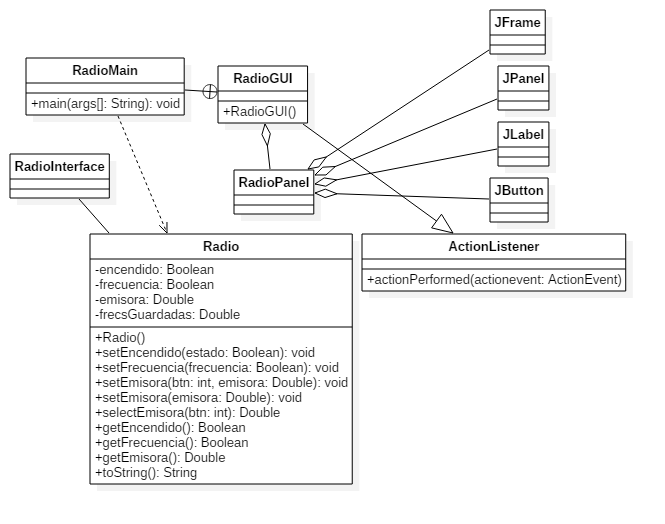 JFrame
RadioMain
+main(args[]: String): void
RadioGUI
+RadioGUI()
JPanel
JLabel
RadioInterface
RadioPanel
JButton
Radio
-encendido: Boolean
-frecuencia: Boolean
-emisora: Double
-frecsGuardadas: Double
+Radio()
+setEncendido(estado: Boolean): void
+setFrecuencia(frecuencia: Boolean): void
+setEmisora(btn: int, emisora: Double): void
+setEmisora(emisora: Double): void
+selectEmisora(btn: int): Double
+getEncendido(): Boolean
+getFrecuencia(): Boolean
+getEmisora(): Double
+toString(): String
ActionListener
+actionPerformed(actionevent: ActionEvent)